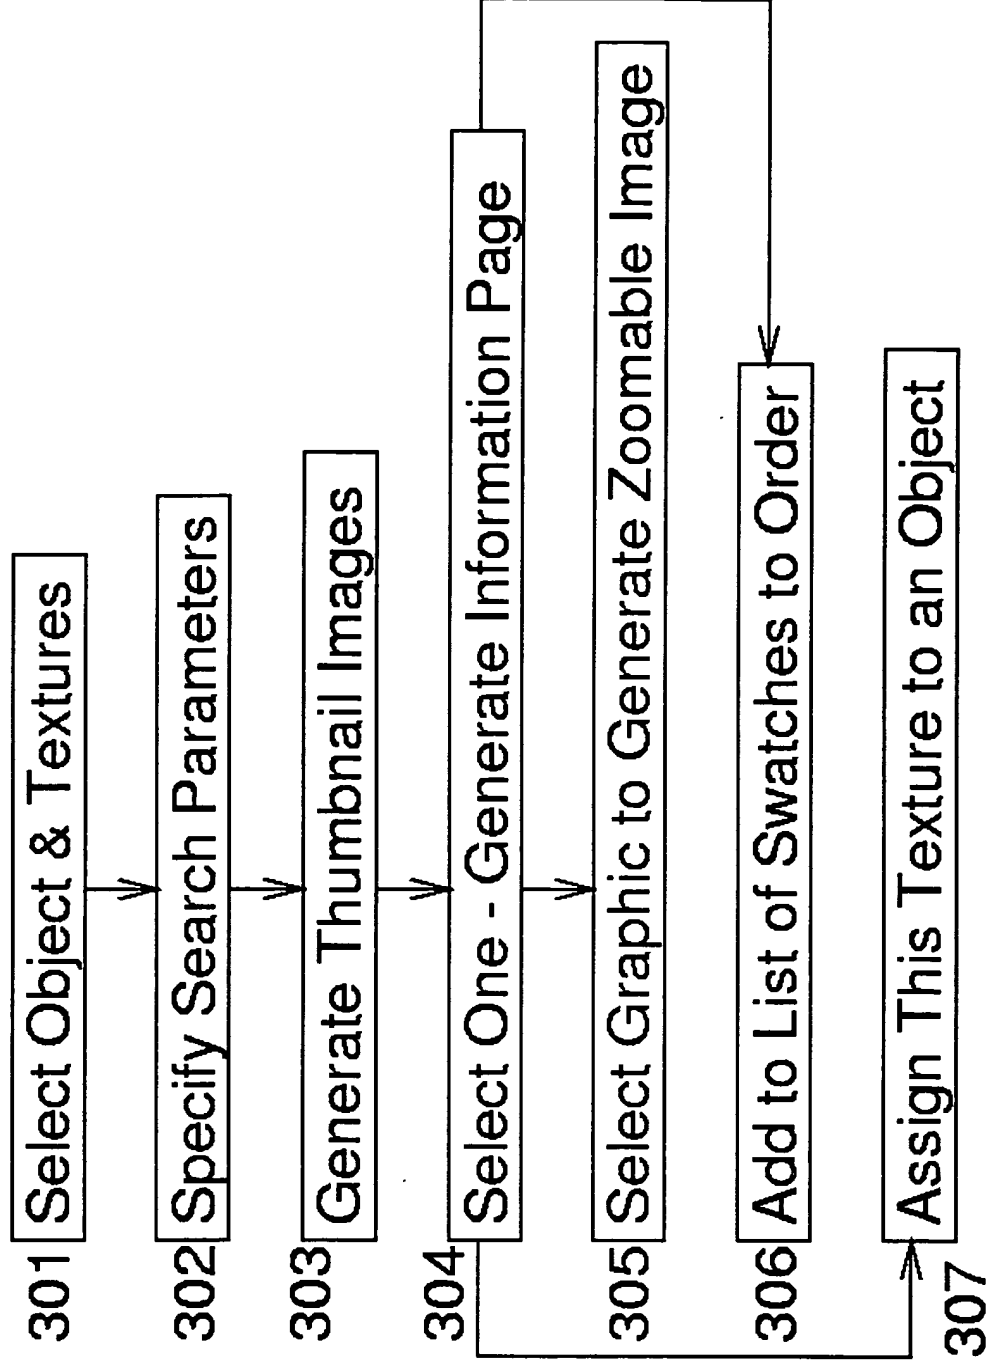 301 Select Object & Textures
302 Specify Search Parameters
303 Generate Thumbnail Images
304 Select One - Generate Information Page
305 Select Graphic to Generate Zoomable Image
306 Add to List of Swatches to Order
307 Assign This Texture to an Object